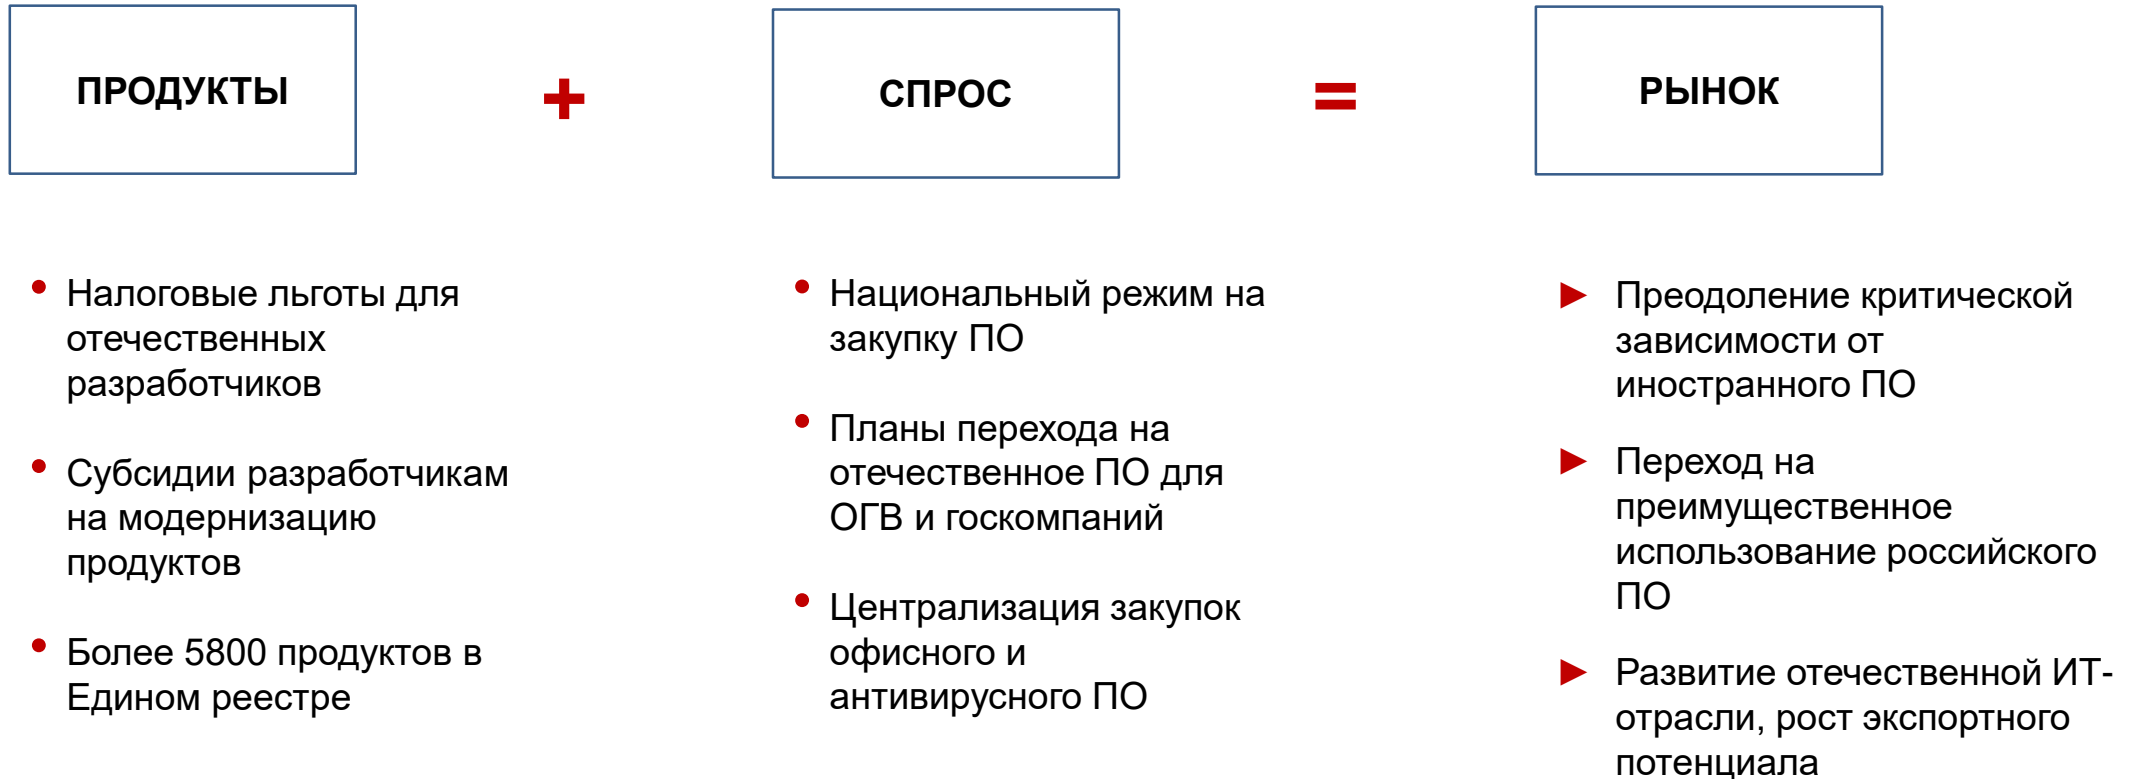 ПРОДУКТЫ
+
СПРОС
=
РЫНОК
• Налоговые льготы для
отечественных
разработчиков
• Субсидии разработчикам
на модернизацию
продуктов
• Более 5800 продуктов в
Едином реестре
• Национальный режим на
закупку ПО
• Планы перехода на
отечественное ПО для
ОГВ и госкомпаний
• Централизация закупок
офисного и
антивирусного ПО
► Преодоление критической
зависимости от
иностранного ПО
► Переход на
преимущественное
использование российского
ПО
► Развитие отечественной ИТ-
отрасли, рост экспортного
потенциала